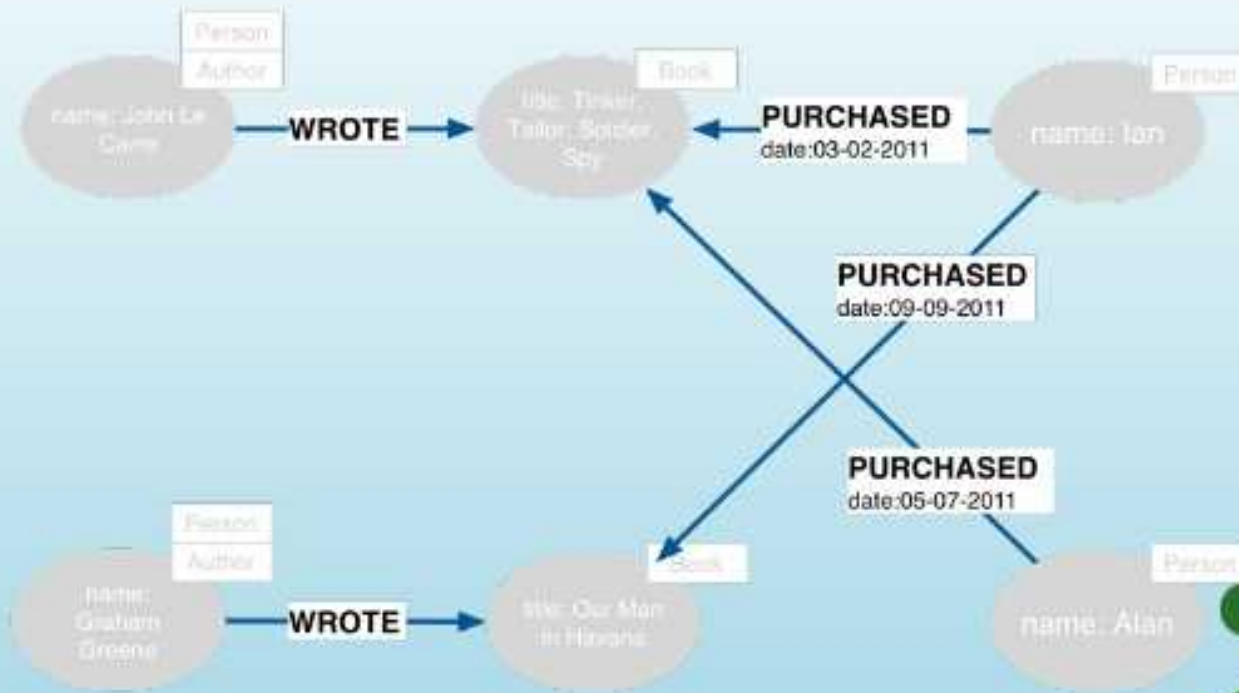 Person
Author
name: John Le
Carre
WROTE
Book
title: Tinker,
Tailor, Soldier,
Spy
PURCHASED
date:03-02-2011
Person
name: Ian
PURCHASED
date:09-09-2011
PURCHASED
date:05-07-2011
Person
Author
name:
Graham
Greene
WROTE
Book
title: Our Man
in Havana
Person
name: Alan